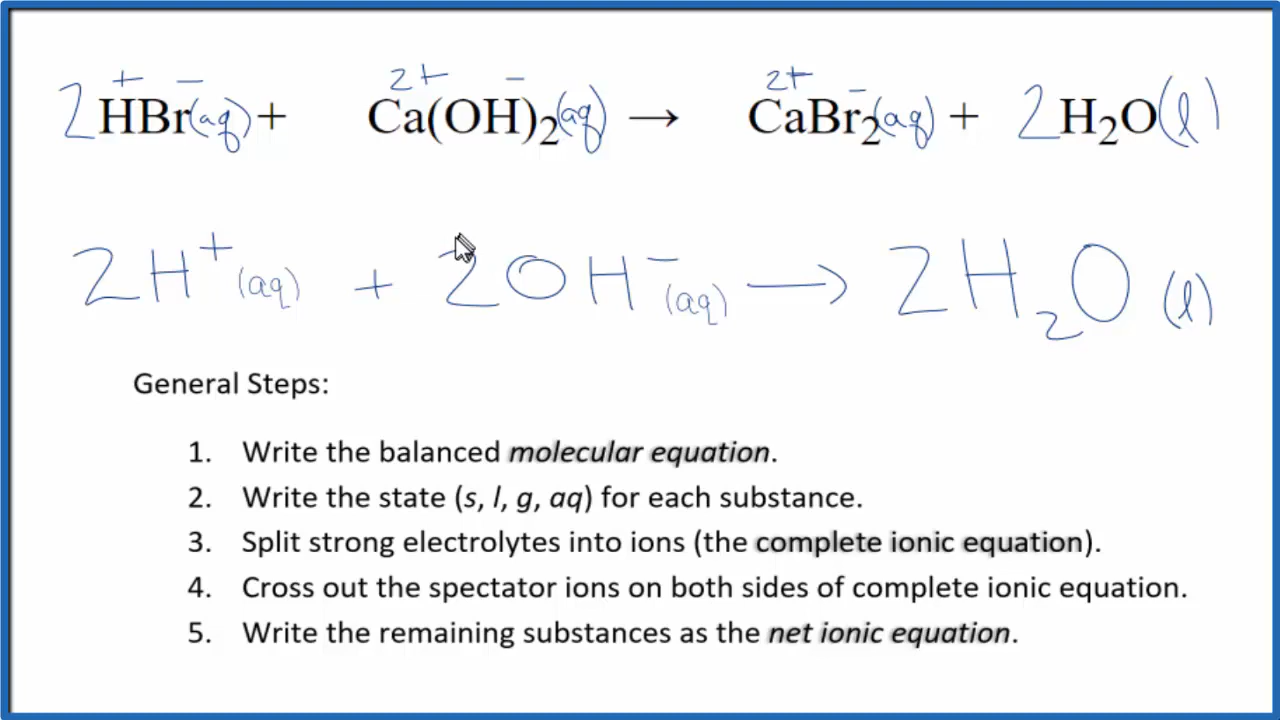 2HBr(aq) + Ca(OH)₂(aq) → CaBr₂(aq) + 2H₂O(l)
+ − 2+ − 2+ −
2H⁺(aq) + 2OH⁻(aq) → 2H₂O(l)
General Steps:
1. Write the balanced molecular equation.
2. Write the state (s, l, g, aq) for each substance.
3. Split strong electrolytes into ions (the complete ionic equation).
4. Cross out the spectator ions on both sides of complete ionic equation.
5. Write the remaining substances as the net ionic equation.